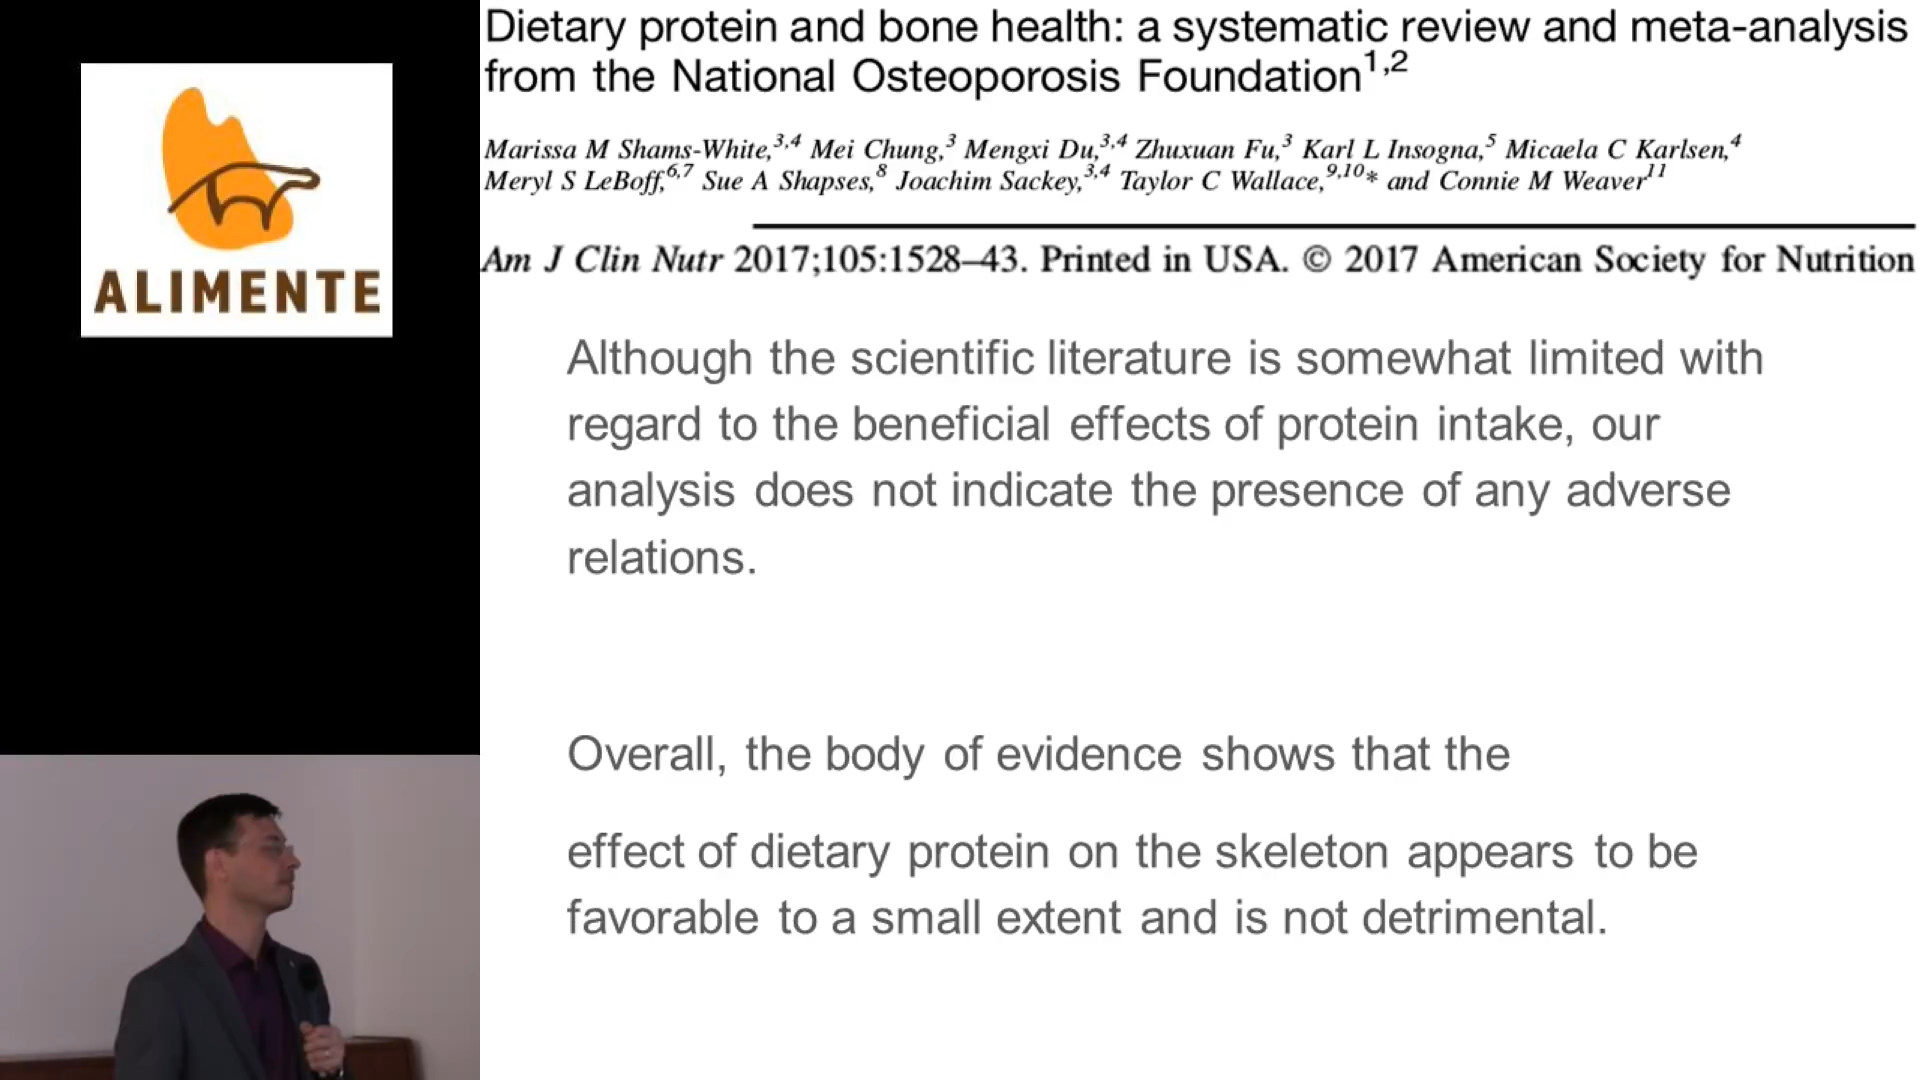 ALIMENTE
Dietary protein and bone health: a systematic review and meta-analysis
from the National Osteoporosis Foundation1,2
Marissa M Shams-White,3,4 Mei Chung,3 Mengxi Du,3,4 Zhuxuan Fu,3 Karl L Insogna,5 Micaela C Karlsen,4
Meryl S LeBoff,6,7 Sue A Shapses,8 Joachim Sackey,3,4 Taylor C Wallace,9,10* and Connie M Weaver11
Am J Clin Nutr 2017;105:1528–43. Printed in USA. © 2017 American Society for Nutrition
Although the scientific literature is somewhat limited with
regard to the beneficial effects of protein intake, our
analysis does not indicate the presence of any adverse
relations.
Overall, the body of evidence shows that the
effect of dietary protein on the skeleton appears to be
favorable to a small extent and is not detrimental.